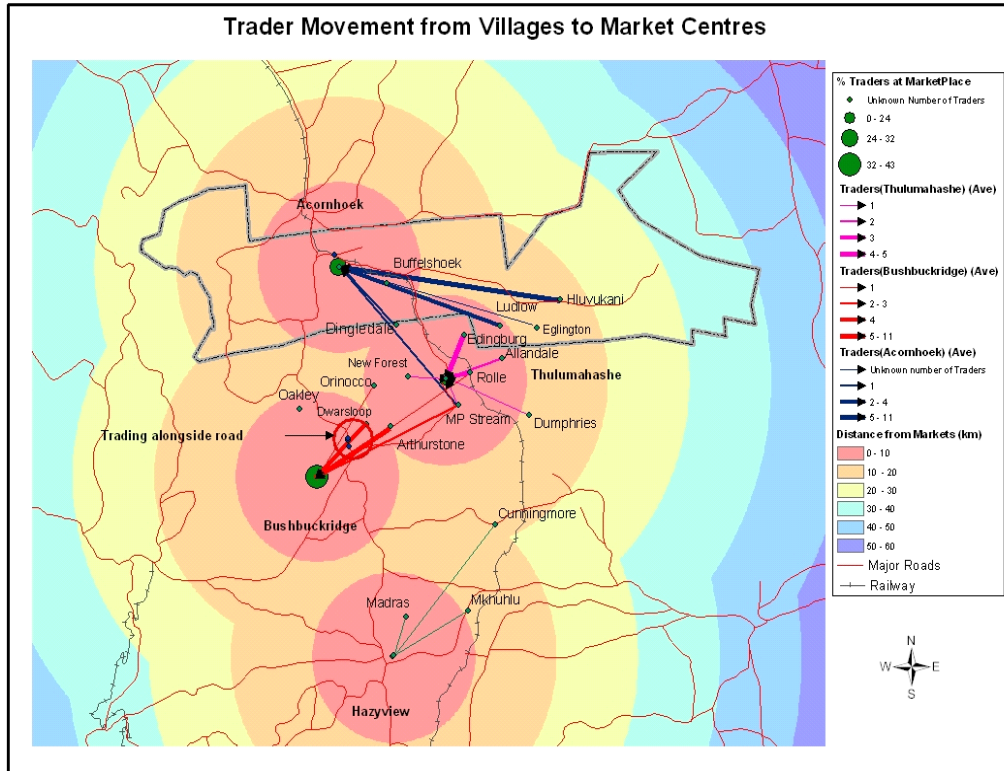 Trader Movement from Villages to Market Centres
Acornhoek
Buffelshoek
Hluvukani
Ludlow
Eglington
Dingledale
Edingburg
Allandale
New Forest
Rolle
Thulumahashe
Orinocco
Oakley
Dwarsloop
MP Stream
Dumphries
Trading alongside road
Arthurstone
Bushbuckridge
Cunningmore
Madras
Mkhuhlu
Hazyview
% Traders at MarketPlace
Unknown Number of Traders
0 - 24
24 - 32
32 - 43
Traders(Thulumahashe) (Ave)
1
2
3
4 - 5
Traders(Bushbuckridge) (Ave)
1
2 - 3
4
5 - 11
Traders(Acornhoek) (Ave)
Unknown number of Traders
1
2 - 4
5 - 11
Distance from Markets (km)
0 - 10
10 - 20
20 - 30
30 - 40
40 - 50
50 - 60
Major Roads
Railway
N
W E
S